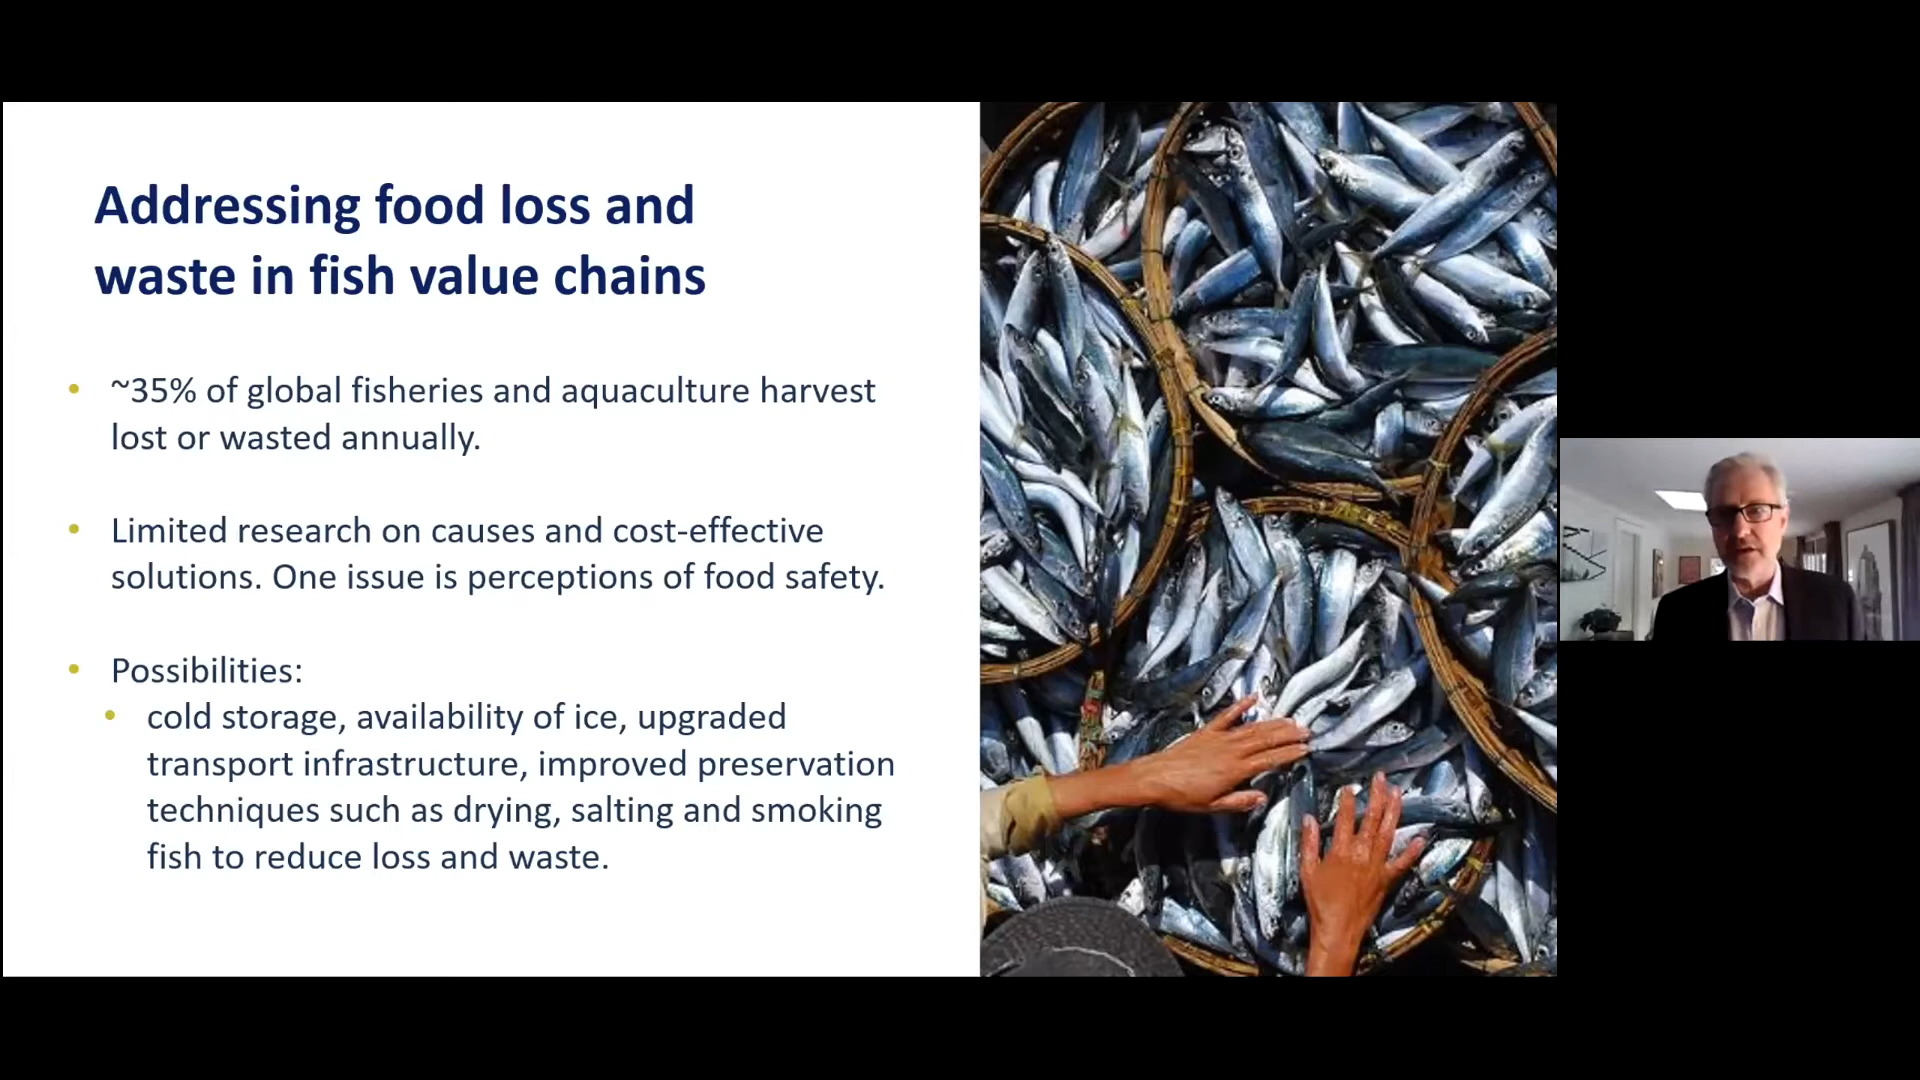 Addressing food loss and
waste in fish value chains
• ~35% of global fisheries and aquaculture harvest
lost or wasted annually.
• Limited research on causes and cost-effective
solutions. One issue is perceptions of food safety.
• Possibilities:
• cold storage, availability of ice, upgraded
transport infrastructure, improved preservation
techniques such as drying, salting and smoking
fish to reduce loss and waste.